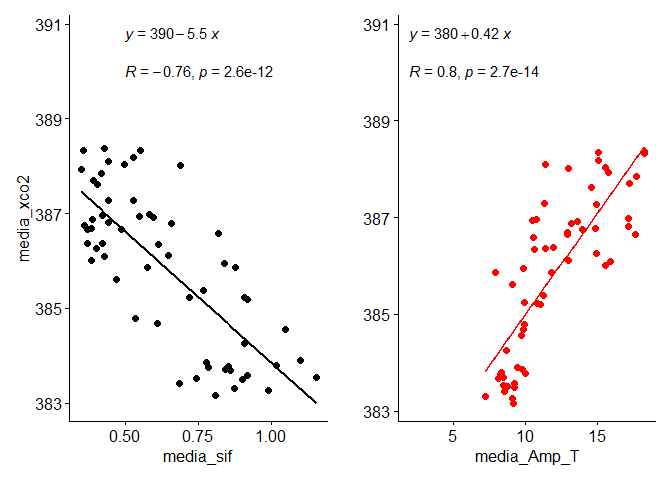 y = 390 − 5.5 x
R = −0.76, p = 2.6e-12
391
389
387
385
383
media_xco2
0.50 0.75 1.00
media_sif
y = 380 + 0.42 x
R = 0.8, p = 2.7e-14
391
389
387
385
383
5 10 15
media_Amp_T